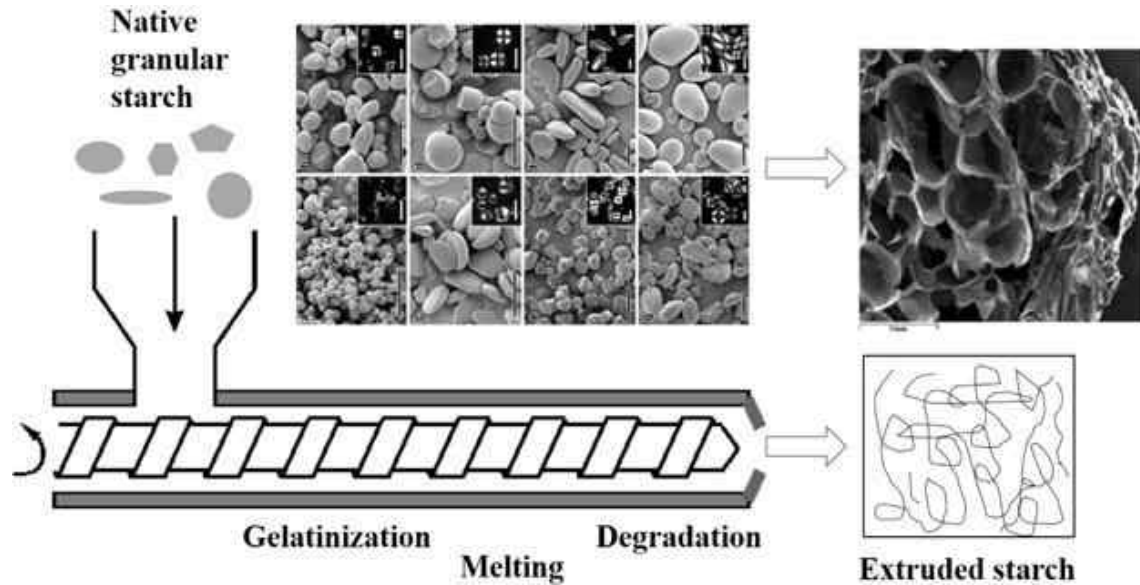 Native
granular
starch
Gelatinization
Melting
Degradation
Extruded starch